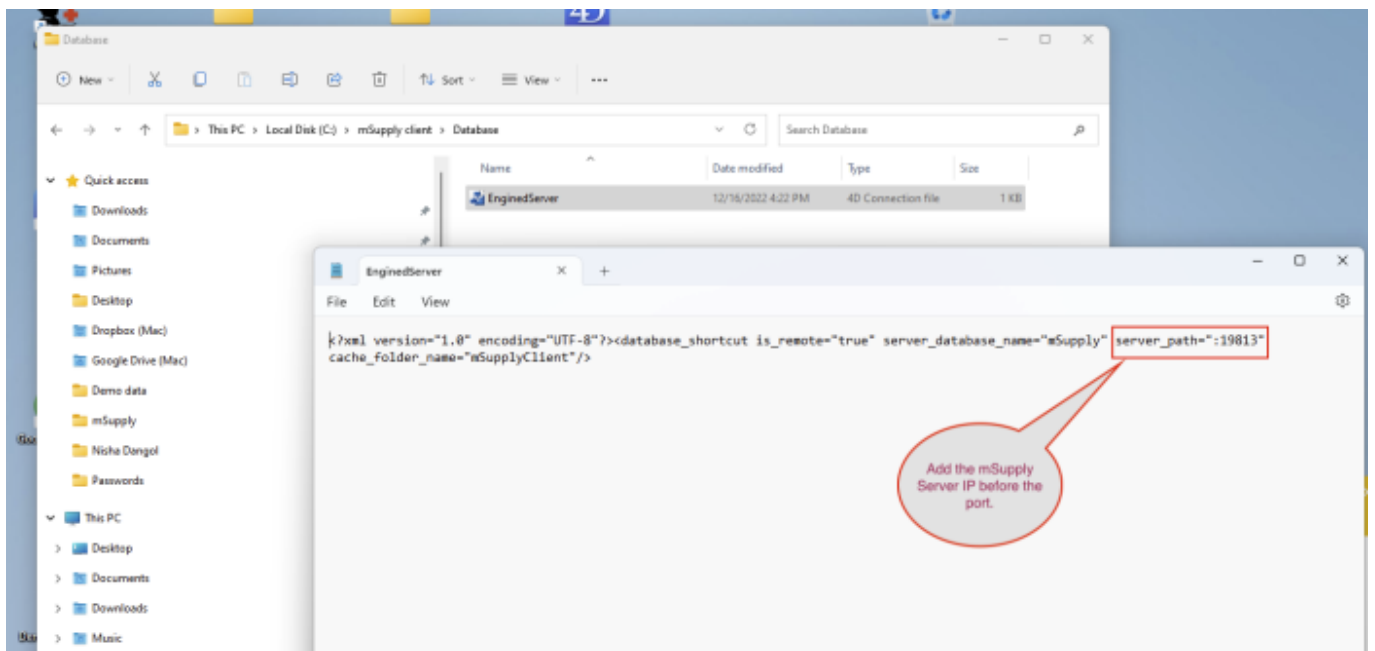 4D
Database
New
Sort
View
This PC > Local Disk (C:) > mSupply client > Database
Search Database
Name
Date modified
Type
Size
EnginedServer
12/16/2022 4:22 PM
4D Connection file
1 KB
Quick access
Downloads
Documents
Pictures
Desktop
Dropbox (Mac)
Google Drive (Mac)
Demo data
mSupply
Nisha Dangol
Passwords
This PC
Desktop
Documents
Downloads
Music
EnginedServer
File Edit View
<?xml version="1.0" encoding="UTF-8"?><database_shortcut is_remote="true" server_database_name="mSupply" server_path=":19813"
cache_folder_name="mSupplyClient"/>
Add the mSupply
Server IP before the
port.